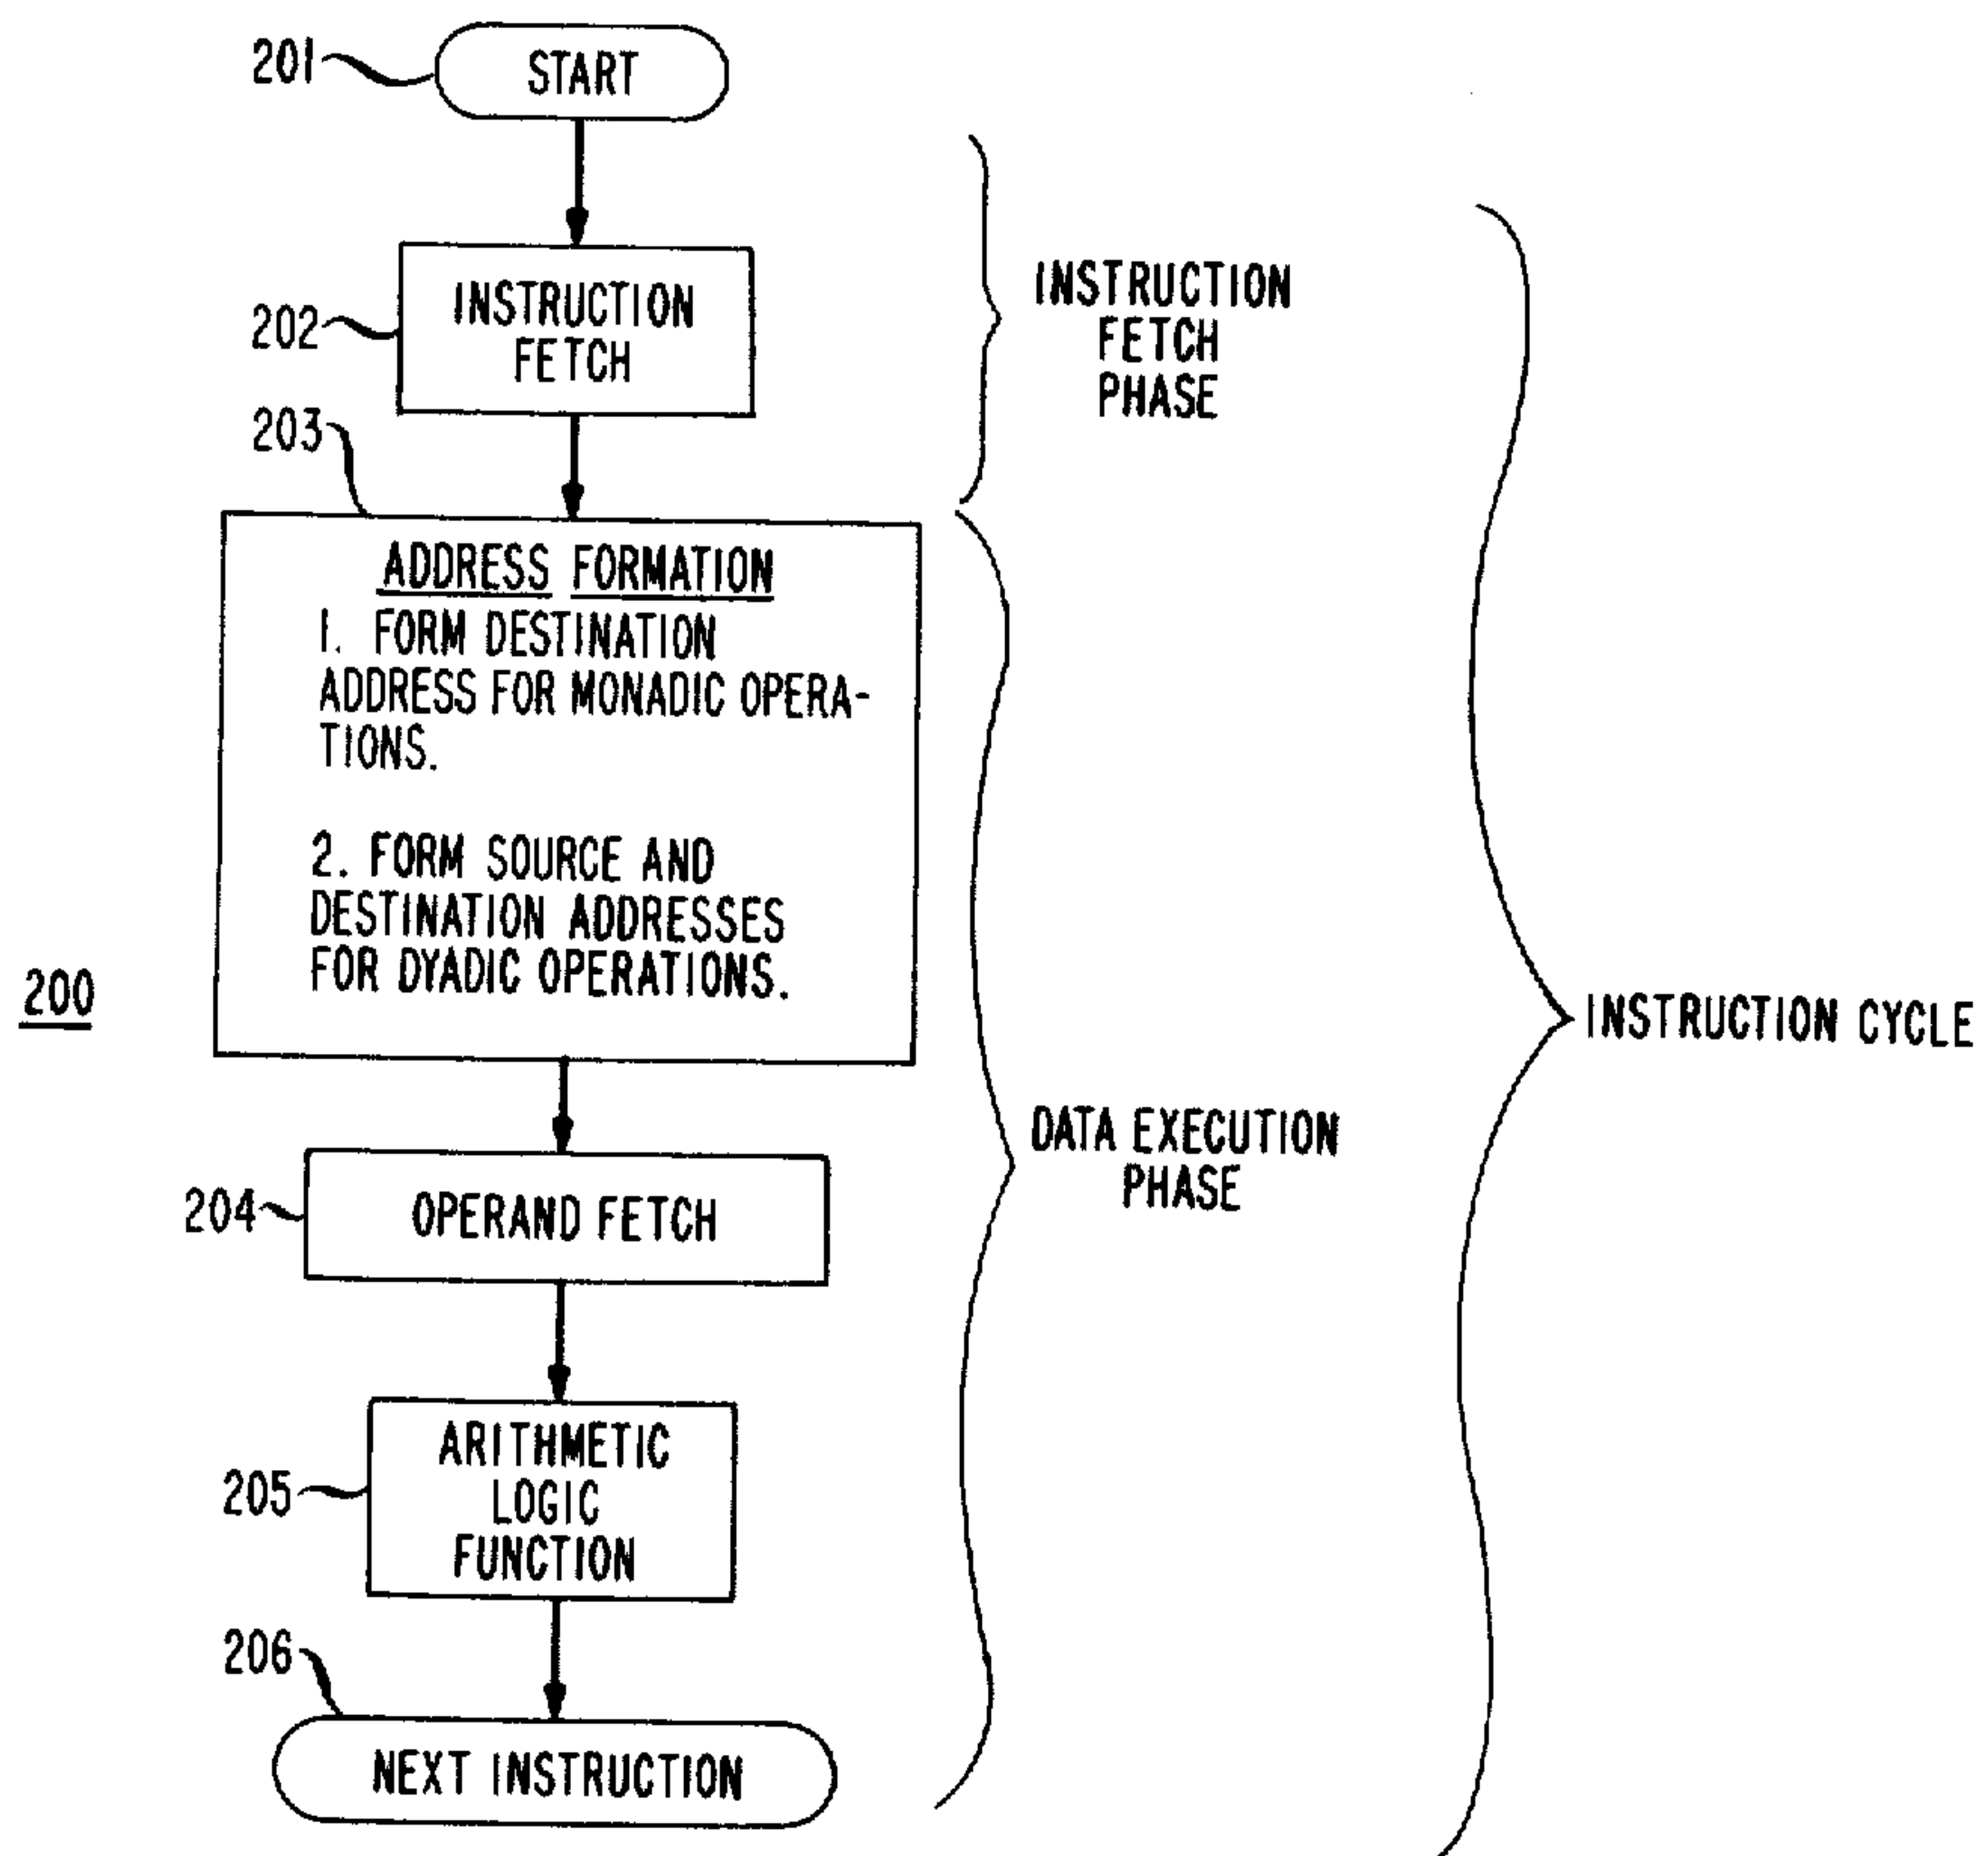 201
START
202
INSTRUCTION
FETCH
INSTRUCTION
FETCH
PHASE
203
ADDRESS FORMATION
1. FORM DESTINATION
ADDRESS FOR MONADIC OPERA-
TIONS.
2. FORM SOURCE AND
DESTINATION ADDRESSES
FOR DYADIC OPERATIONS.
200
INSTRUCTION CYCLE
DATA EXECUTION
PHASE
204
OPERAND FETCH
205
ARITHMETIC
LOGIC
FUNCTION
206
NEXT INSTRUCTION